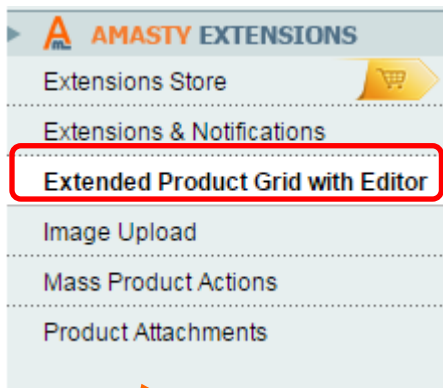 AMASTY EXTENSIONS
Extensions Store
Extensions & Notifications
Extended Product Grid with Editor
Image Upload
Mass Product Actions
Product Attachments